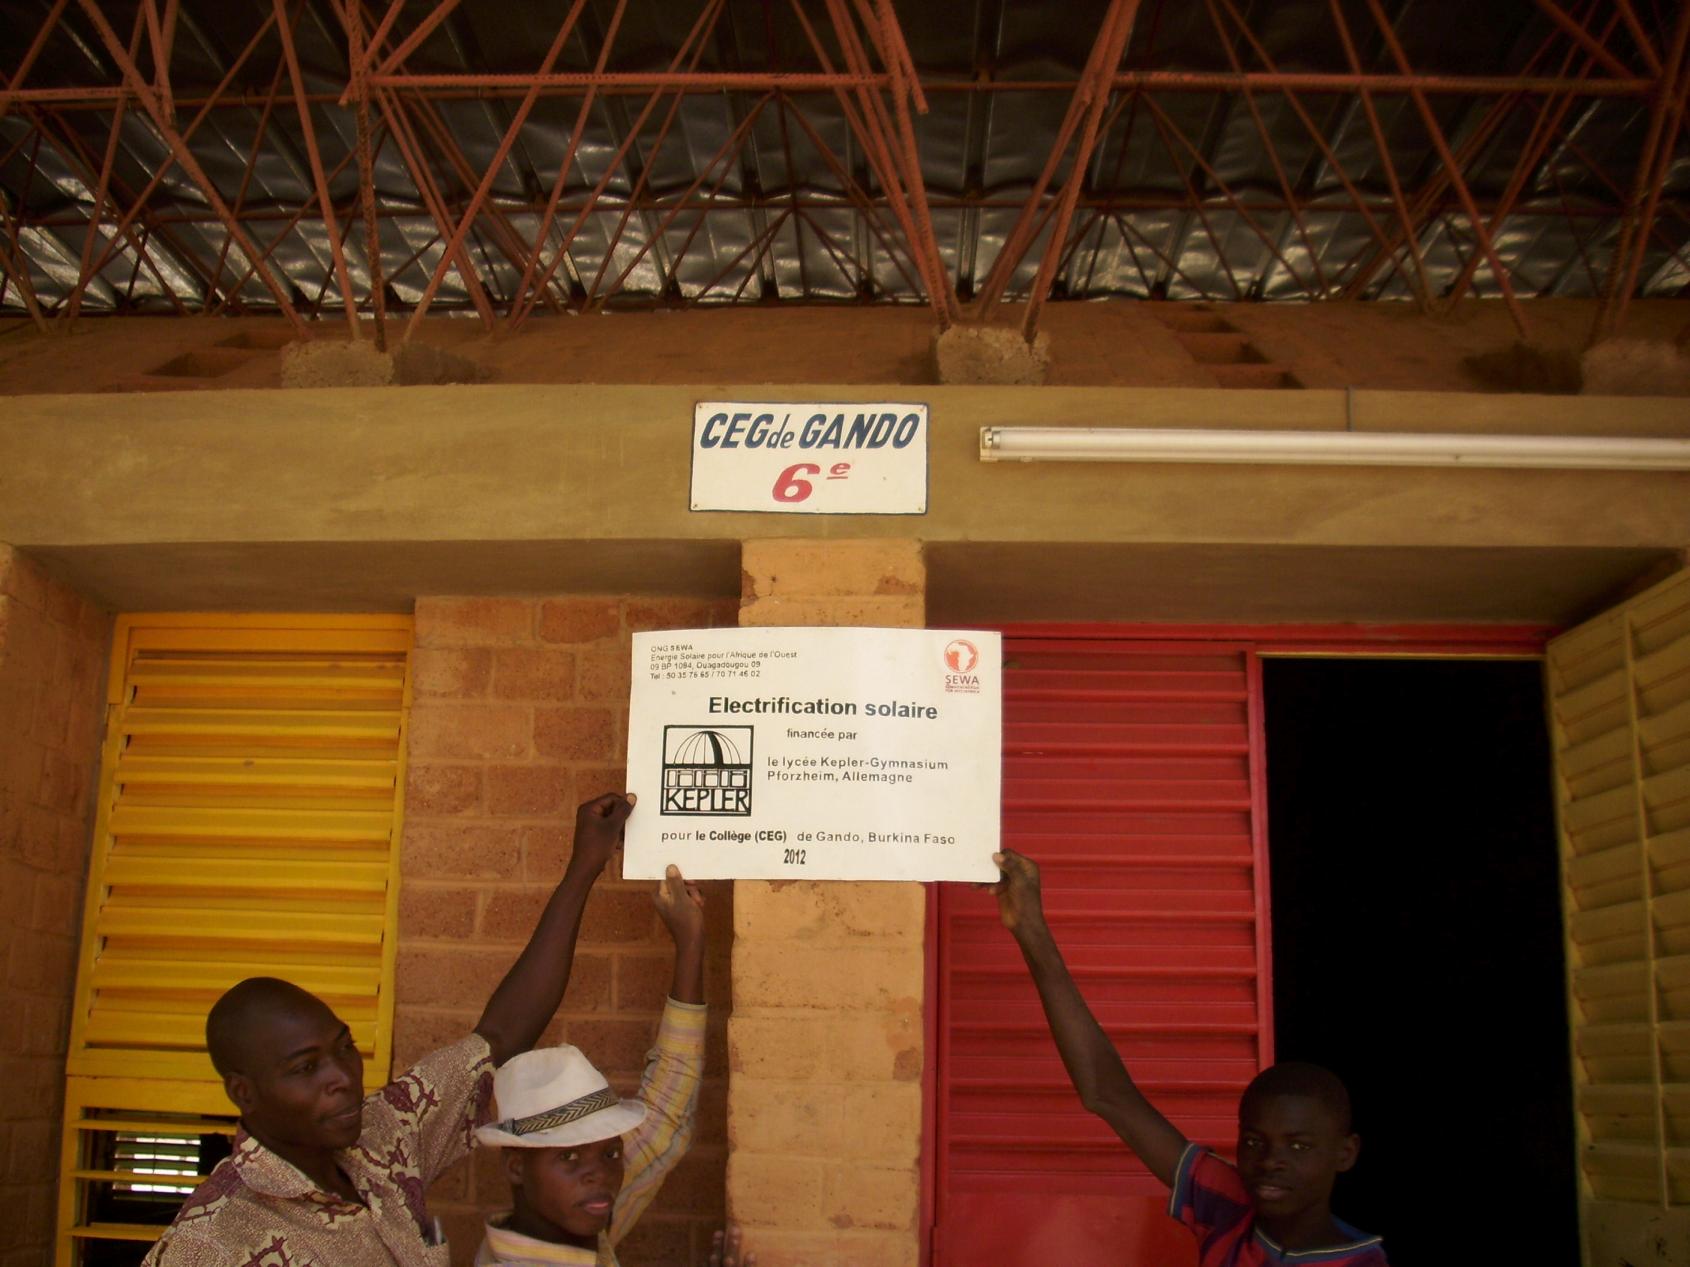 CEG de GANDO
6e
ONG SEWA
Energie Solaire pour l'Afrique de l'Ouest
09 BP 1084, Ouagadougou 09
Tel : 50 35 76 65 / 70 71 46 02
SEWA
Electrification solaire
financée par
le lycée Kepler-Gymnasium
Pforzheim, Allemagne
KEPLER
pour le Collège (CEG) de Gando, Burkina Faso
2012